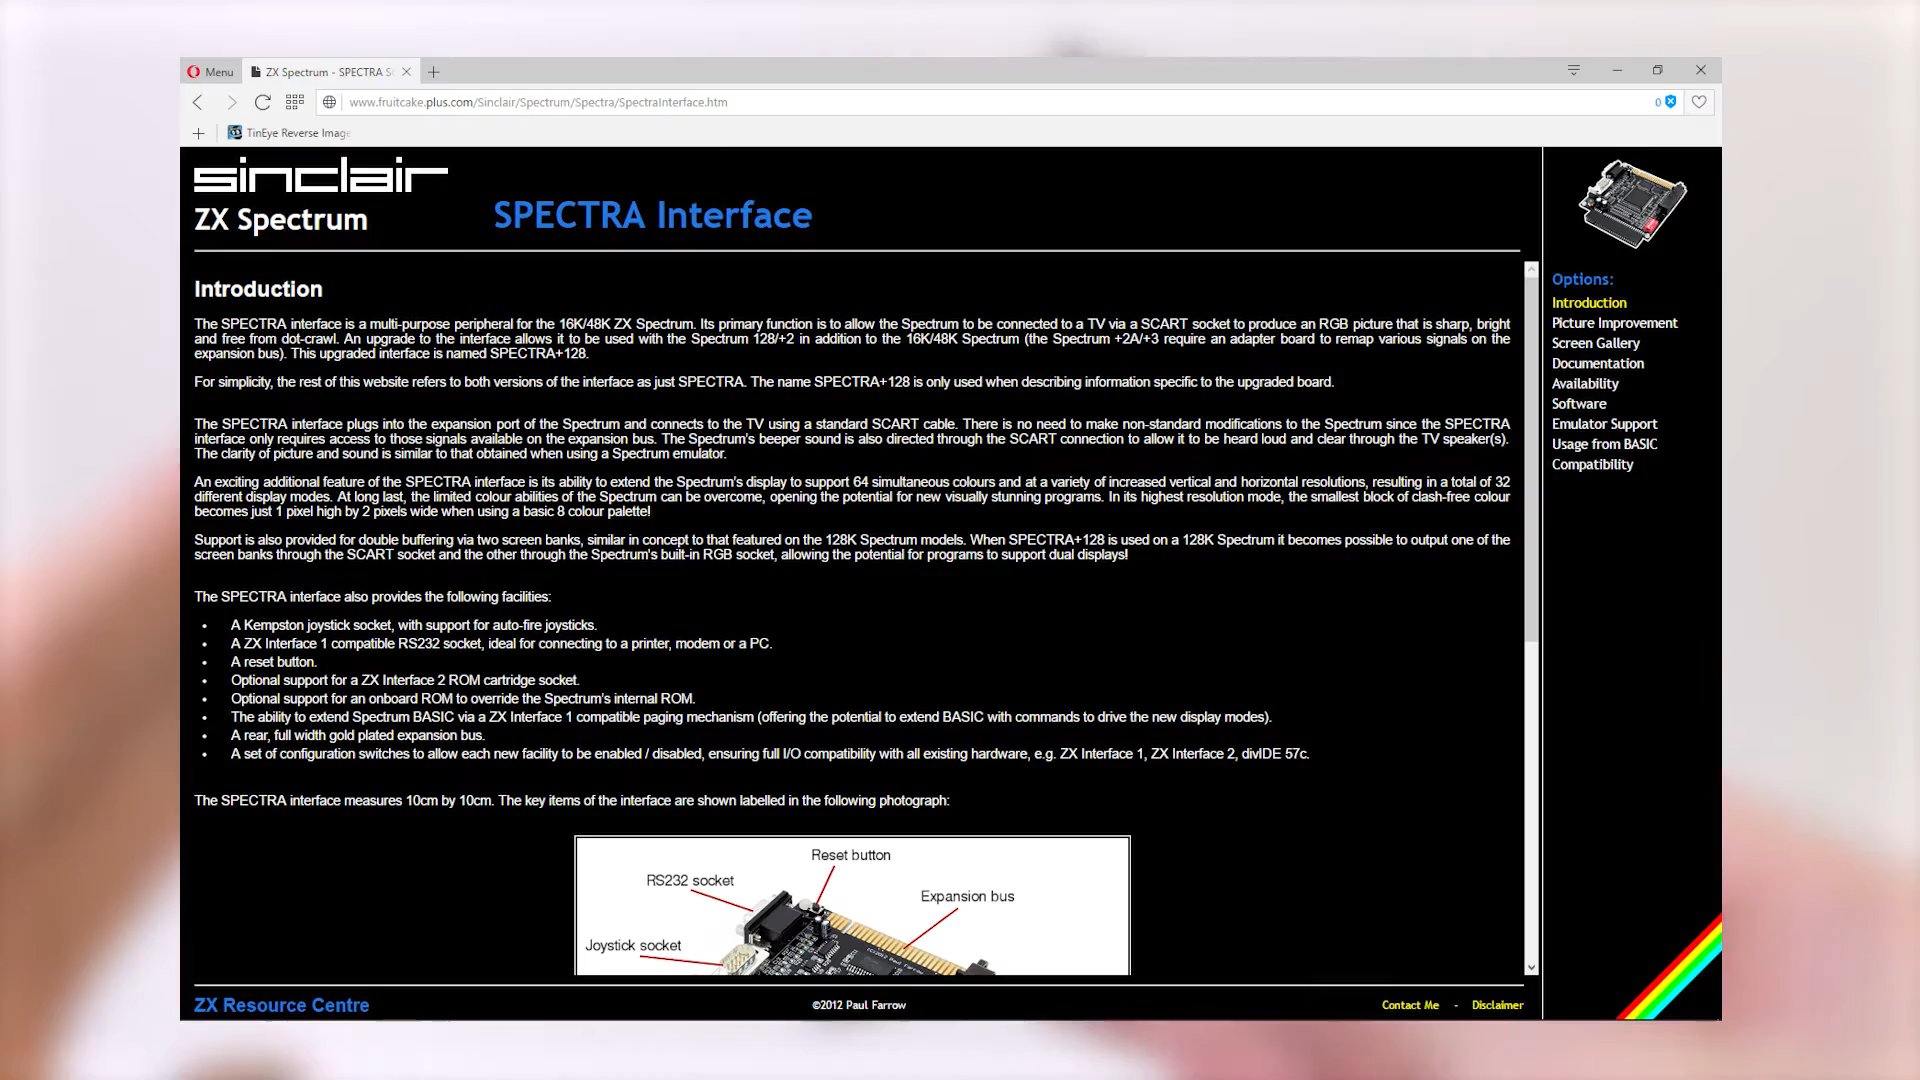 Menu
ZX Spectrum - SPECTRA
www.fruitcake.plus.com/Sinclair/Spectrum/Spectra/SpectraInterface.htm
0
TinEye Reverse Imag
sinclair
ZX Spectrum
SPECTRA Interface
Introduction
The SPECTRA interface is a multi-purpose peripheral for the 16K/48K ZX Spectrum. Its primary function is to allow the Spectrum to be connected to a TV via a SCART socket to produce an RGB picture that is sharp, bright
and free from dot-crawl. An upgrade to the interface allows it to be used with the Spectrum 128/+2 in addition to the 16K/48K Spectrum (the Spectrum +2A/+3 require an adapter board to remap various signals on the
expansion bus). This upgraded interface is named SPECTRA+128.
For simplicity, the rest of this website refers to both versions of the interface as just SPECTRA. The name SPECTRA+128 is only used when describing information specific to the upgraded board.
The SPECTRA interface plugs into the expansion port of the Spectrum and connects to the TV using a standard SCART cable. There is no need to make non-standard modifications to the Spectrum since the SPECTRA
interface only requires access to those signals available on the expansion bus. The Spectrum's beeper sound is also directed through the SCART connection to allow it to be heard loud and clear through the TV speaker(s).
The clarity of picture and sound is similar to that obtained when using a Spectrum emulator.
An exciting additional feature of the SPECTRA interface is its ability to extend the Spectrum's display to support 64 simultaneous colours and at a variety of increased vertical and horizontal resolutions, resulting in a total of 32
different display modes. At long last, the limited colour abilities of the Spectrum can be overcome, opening the potential for new visually stunning programs. In its highest resolution mode, the smallest block of clash-free colour
becomes just 1 pixel high by 2 pixels wide when using a basic 8 colour palette!
Support is also provided for double buffering via two screen banks, similar in concept to that featured on the 128K Spectrum models. When SPECTRA+128 is used on a 128K Spectrum it becomes possible to output one of the
screen banks through the SCART socket and the other through the Spectrum's built-in RGB socket, allowing the potential for programs to support dual displays!
The SPECTRA interface also provides the following facilities:
• A Kempston joystick socket, with support for auto-fire joysticks.
• A ZX Interface 1 compatible RS232 socket, ideal for connecting to a printer, modem or a PC.
• A reset button.
• Optional support for a ZX Interface 2 ROM cartridge socket.
• Optional support for an onboard ROM to override the Spectrum's internal ROM.
• The ability to extend Spectrum BASIC via a ZX Interface 1 compatible paging mechanism (offering the potential to extend BASIC with commands to drive the new display modes).
• A rear, full width gold plated expansion bus.
• A set of configuration switches to allow each new facility to be enabled / disabled, ensuring full I/O compatibility with all existing hardware, e.g. ZX Interface 1, ZX Interface 2, divIDE 57c.
The SPECTRA interface measures 10cm by 10cm. The key items of the interface are shown labelled in the following photograph:
Reset button
RS232 socket
Expansion bus
Joystick socket
(C)2012 Paul Farrow
Options:
Introduction
Picture Improvement
Screen Gallery
Documentation
Availability
Software
Emulator Support
Usage from BASIC
Compatibility
ZX Resource Centre
©2012 Paul Farrow
Contact Me - Disclaimer